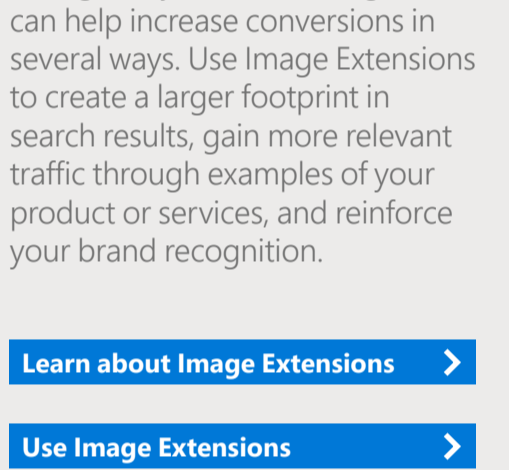 can help increase conversions in
several ways. Use Image Extensions
to create a larger footprint in
search results, gain more relevant
traffic through examples of your
product or services, and reinforce
your brand recognition.
Learn about Image Extensions
Use Image Extensions